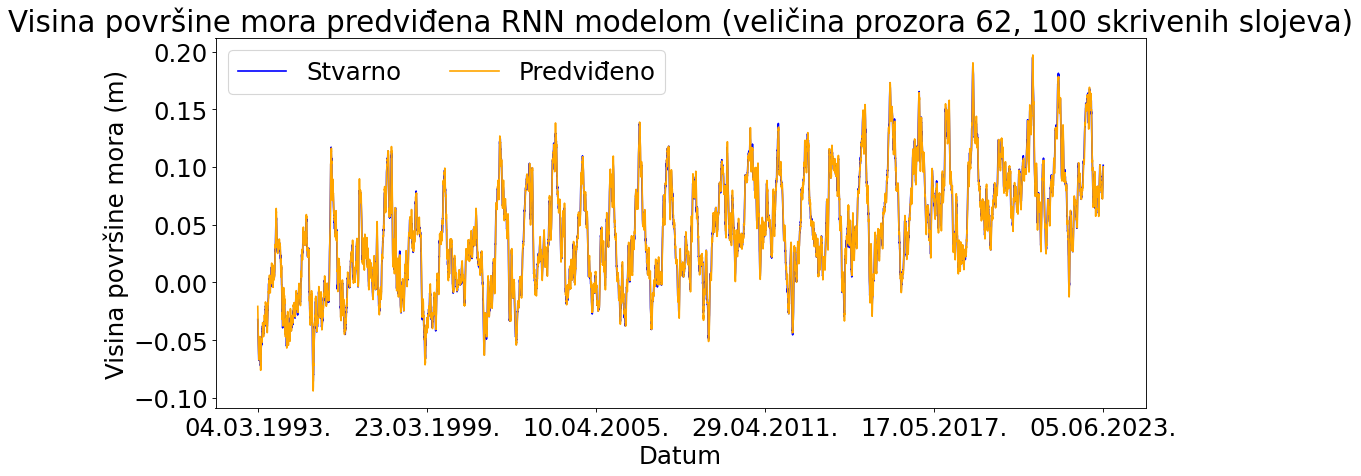 Visina površine mora predviđena RNN modelom (veličina prozora 62, 100 skrivenih slojeva)
Stvarno Predviđeno
Visina površine mora (m)
0.20
0.15
0.10
0.05
0.00
−0.05
−0.10
04.03.1993. 23.03.1999. 10.04.2005. 29.04.2011. 17.05.2017. 05.06.2023.
Datum